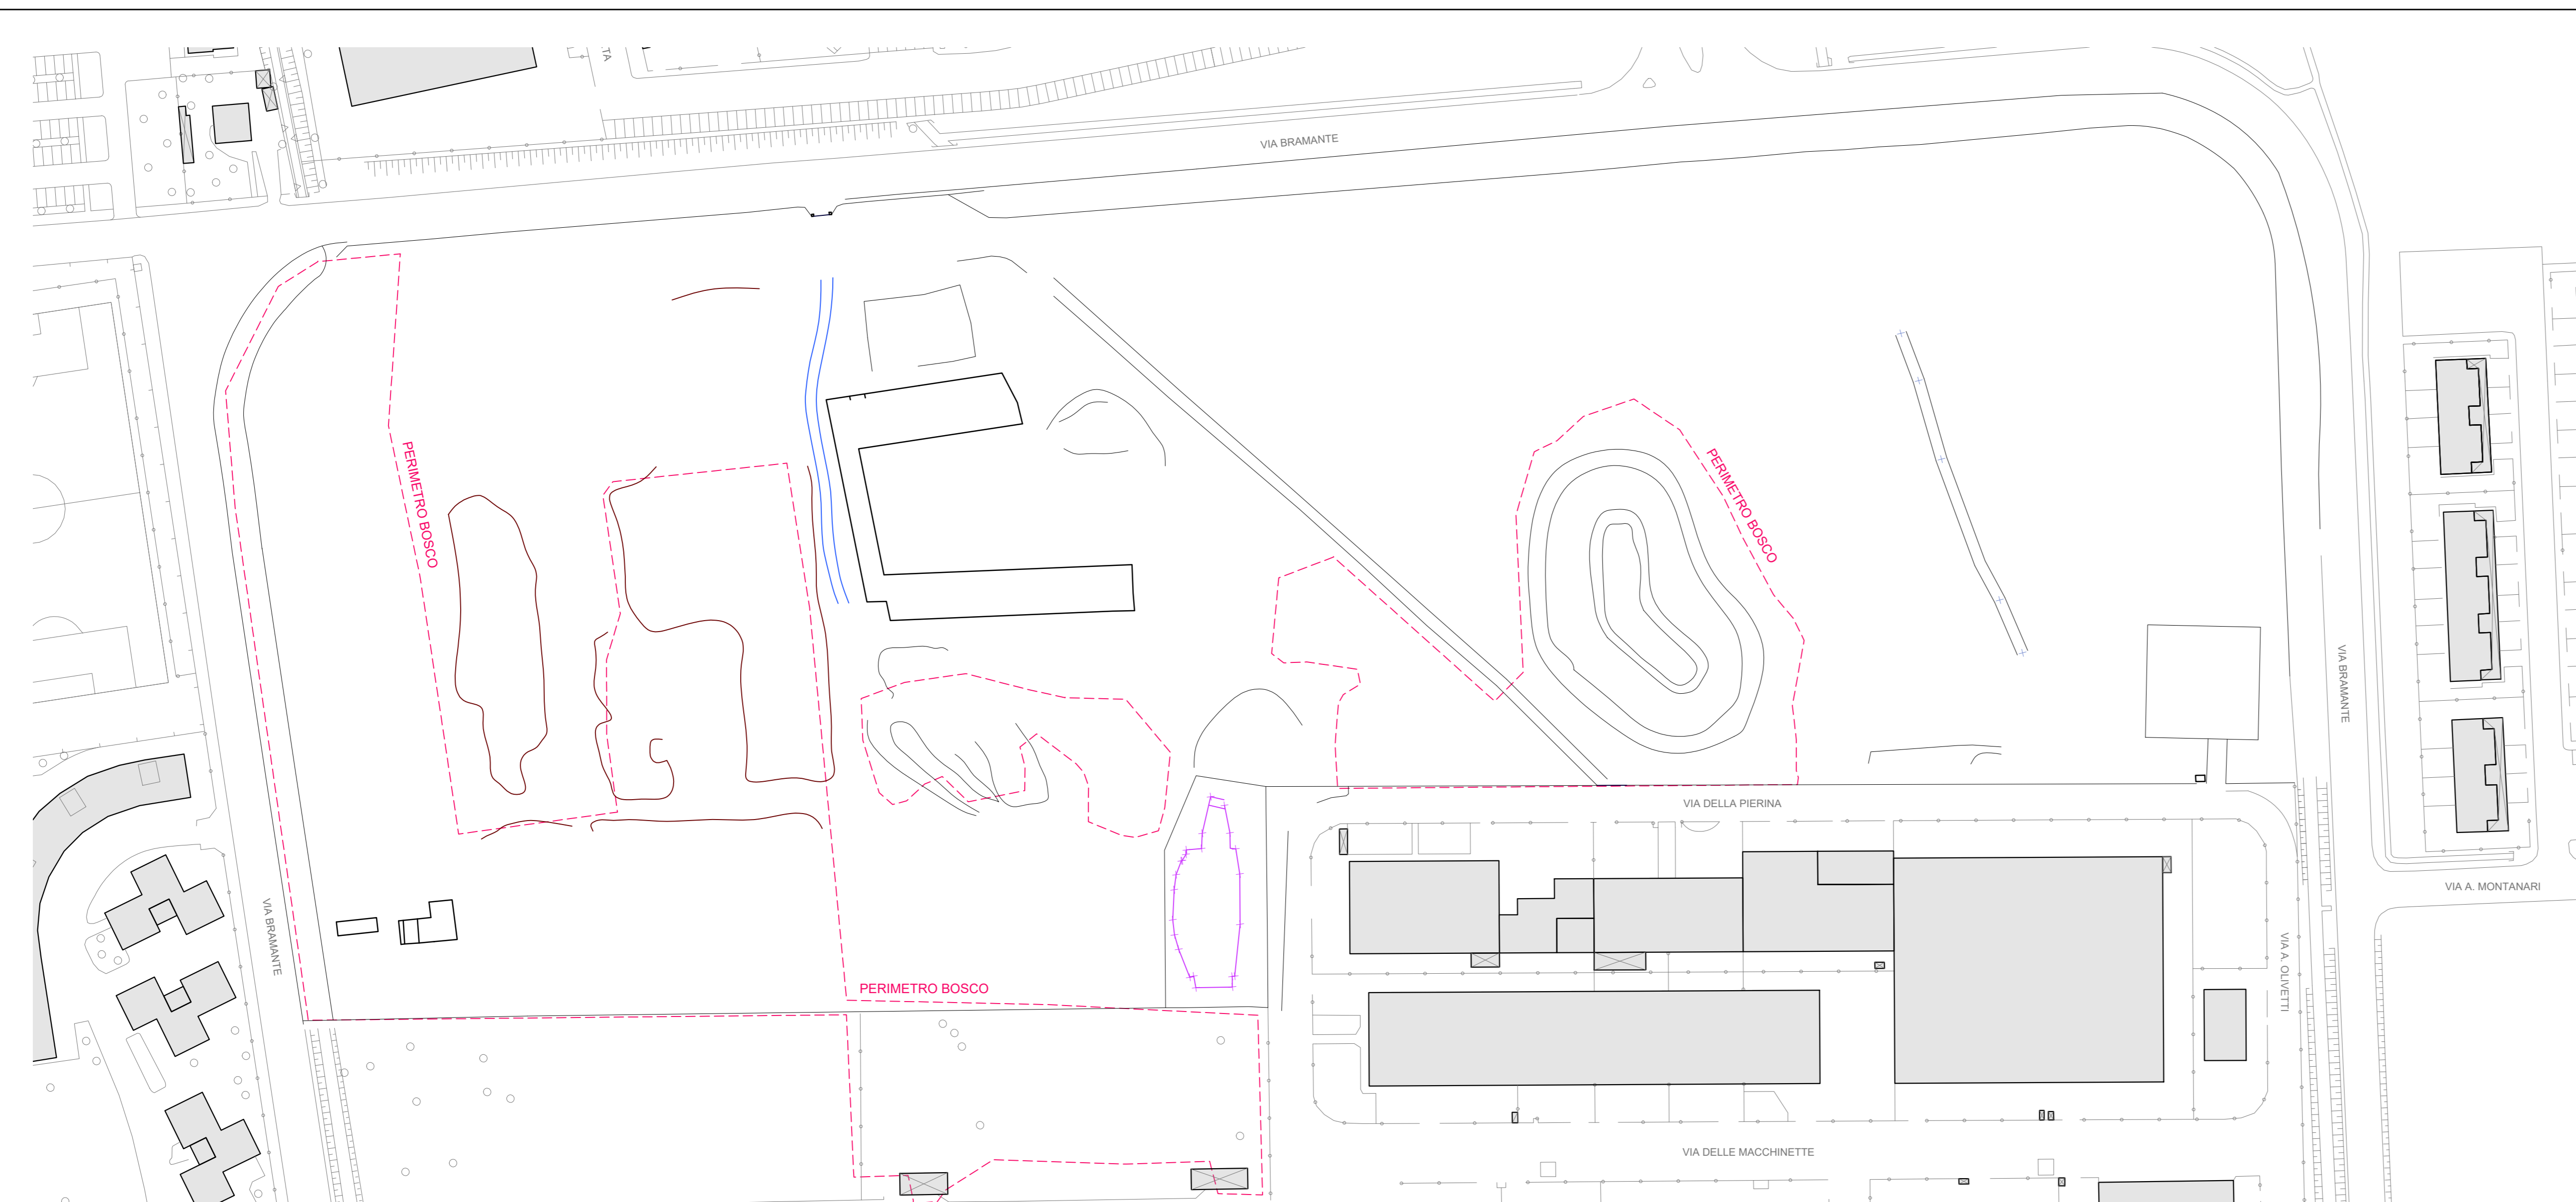 TA
VIA BRAMANTE
PERIMETRO BOSCO
PERIMETRO BOSCO
VIA BRAMANTE
VIA DELLA PIERINA
VIA A. MONTANARI
VIA BRAMANTE
VIA A. OLIVETTI
PERIMETRO BOSCO
VIA DELLE MACCHINETTE